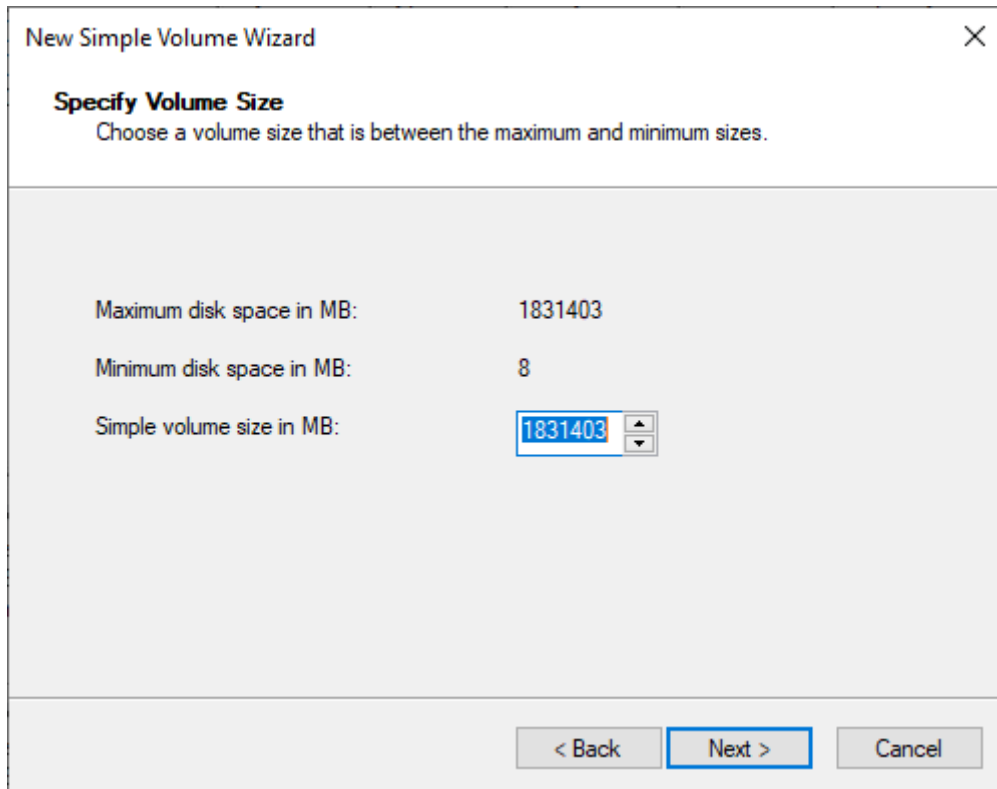 New Simple Volume Wizard
Specify Volume Size
Choose a volume size that is between the maximum and minimum sizes.
Maximum disk space in MB: 1831403
Minimum disk space in MB: 8
Simple volume size in MB: 1831403
< Back Next > Cancel